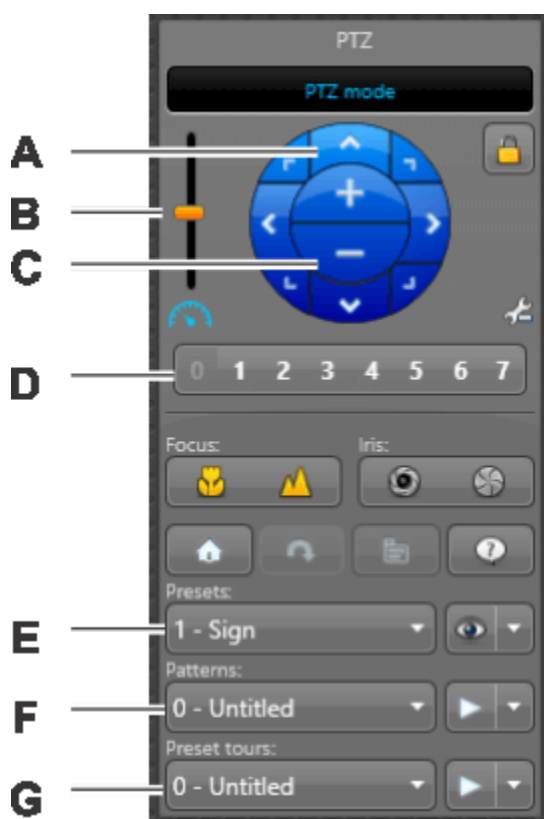 PTZ
PTZ mode
A
B
C
D
0 1 2 3 4 5 6 7
Focus: Iris:
?
Presets:
E
1 - Sign
Patterns:
F
0 - Untitled
Preset tours:
G
0 - Untitled